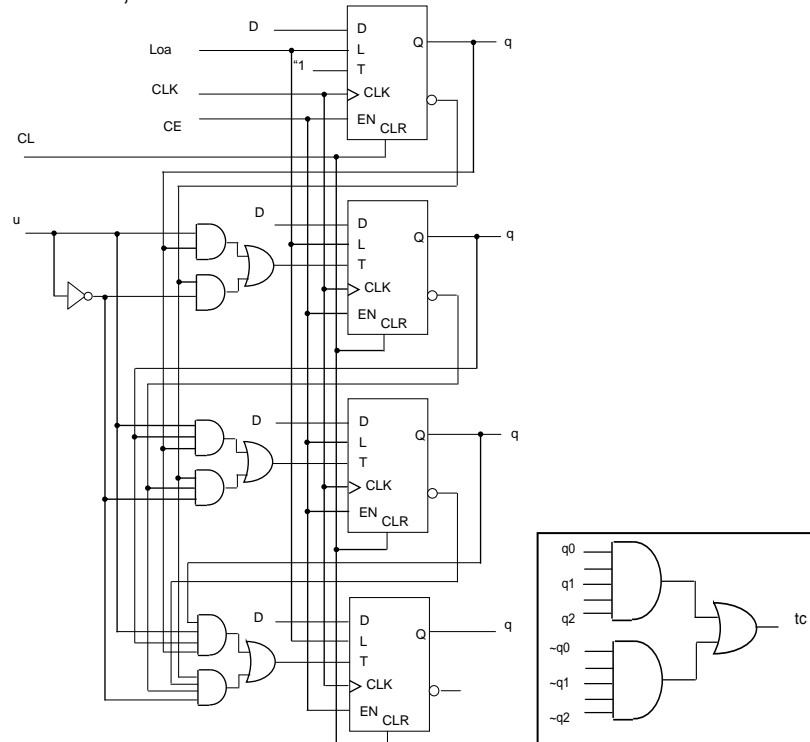 D
D
Loa
L
Q
q
“1
T
CLK
CLK
CE
EN
CLR
CL
D
D
u
Q
q
L
T
CLK
EN
CLR
D
D
Q
q
L
T
CLK
EN
CLR
D
D
Q
q
L
T
CLK
EN
CLR
q0
q1
q2
tc
~q0
~q1
~q2